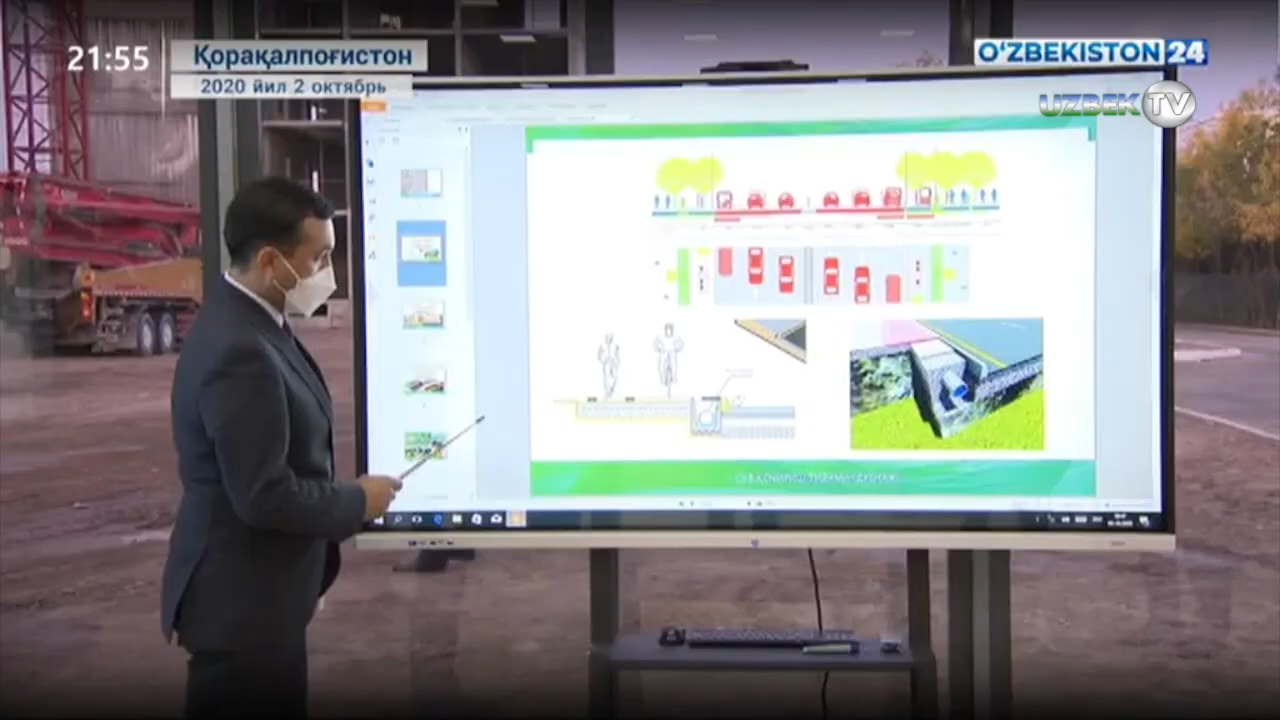 21:55
Қорақалпоғистон
2020 йил 2 октябрь
O‘ZBEKISTON 24
UZBEK TV